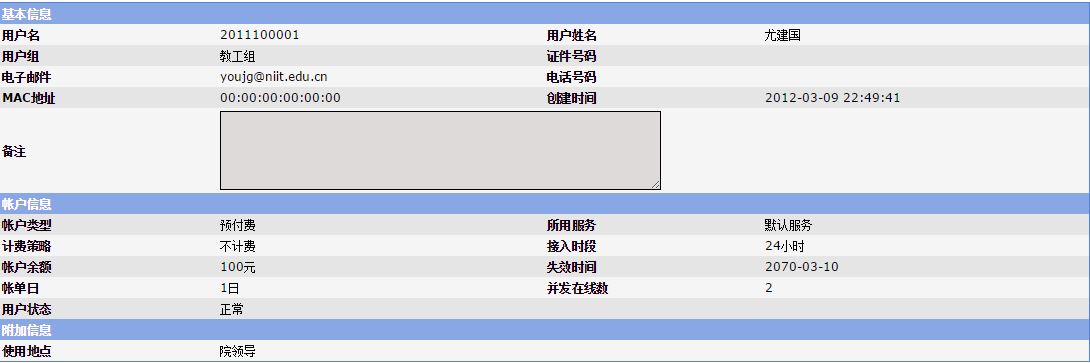 基本信息
用户名 2011100001 用户姓名 尤建国
用户组 教工组 证件号码
电子邮件 youjg@niit.edu.cn 电话号码
MAC地址 00:00:00:00:00:00 创建时间 2012-03-09 22:49:41
备注
帐户信息
帐户类型 预付费 所用服务 默认服务
计费策略 不计费 接入时段 24小时
帐户余额 100元 失效时间 2070-03-10
帐单日 1日 并发在线数 2
用户状态 正常
附加信息
使用地点 院领导